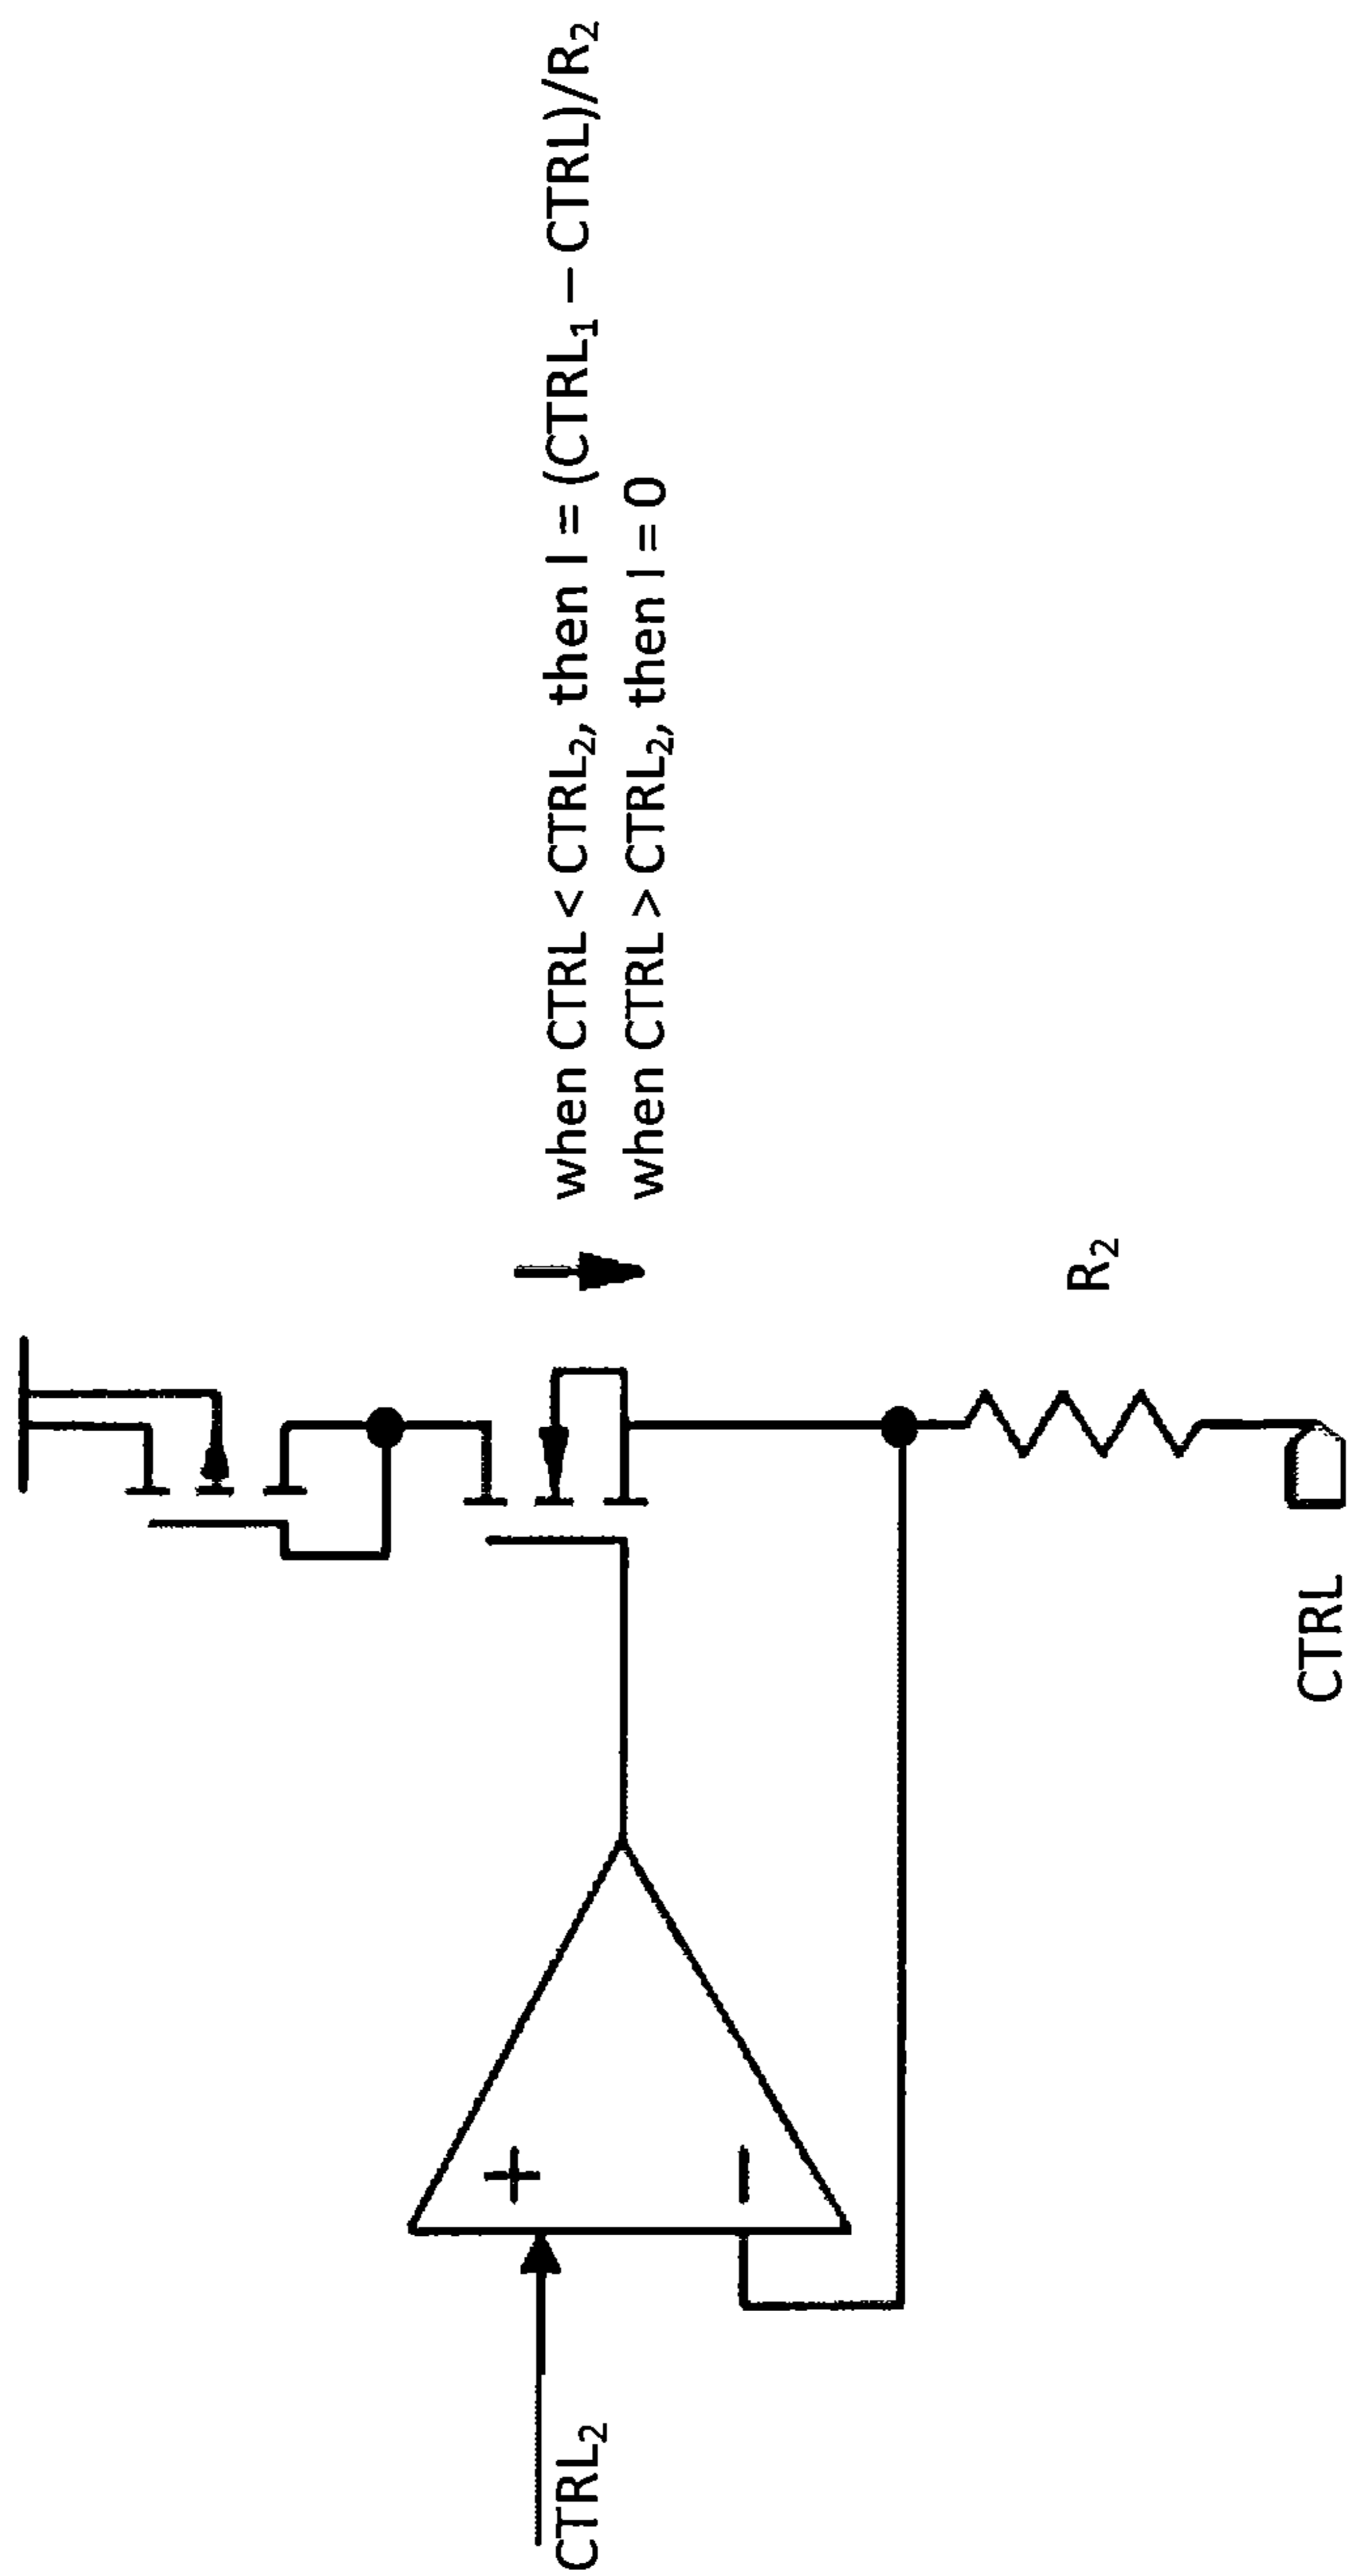 when CTRL < CTRL₂, then I = (CTRL₁ – CTRL)/R₂
when CTRL > CTRL₂, then I = 0
CTRL₂
+
–
R₂
CTRL